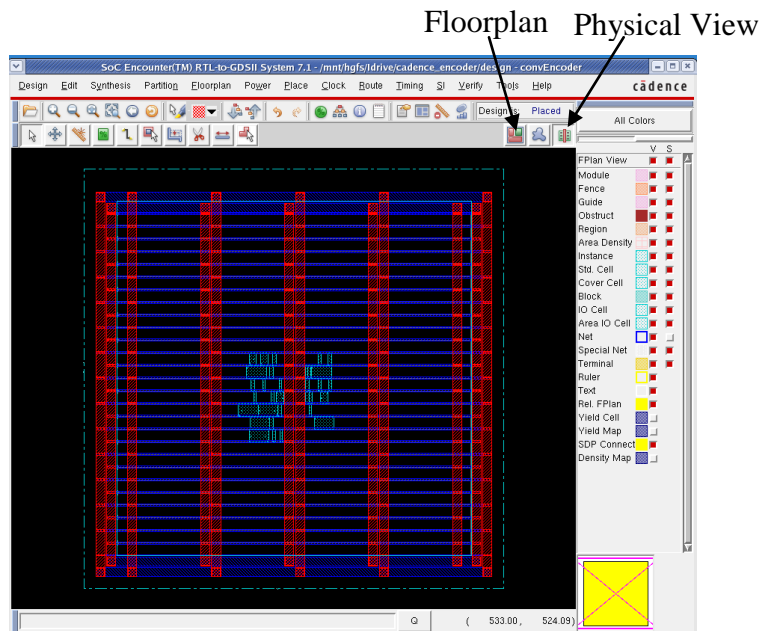 Floorplan Physical View
SoC Encounter(TM) RTL-to-GDSII System 7.1 - /mnt/hgfs/Idrive/cadence_encoder/design - convEncoder
Design Edit Synthesis Partition Floorplan Power Place Clock Route Timing SI Verify Tools Help cādence
Design is: Placed
All Colors
V S
FPlan View
Module
Fence
Guide
Obstruct
Region
Area Density
Instance
Std. Cell
Cover Cell
Block
IO Cell
Area IO Cell
Net
Special Net
Terminal
Ruler
Text
Rel. FPlan
Yield Cell
Yield Map
SDP Connect
Density Map
Q ( 533.00, 524.09)